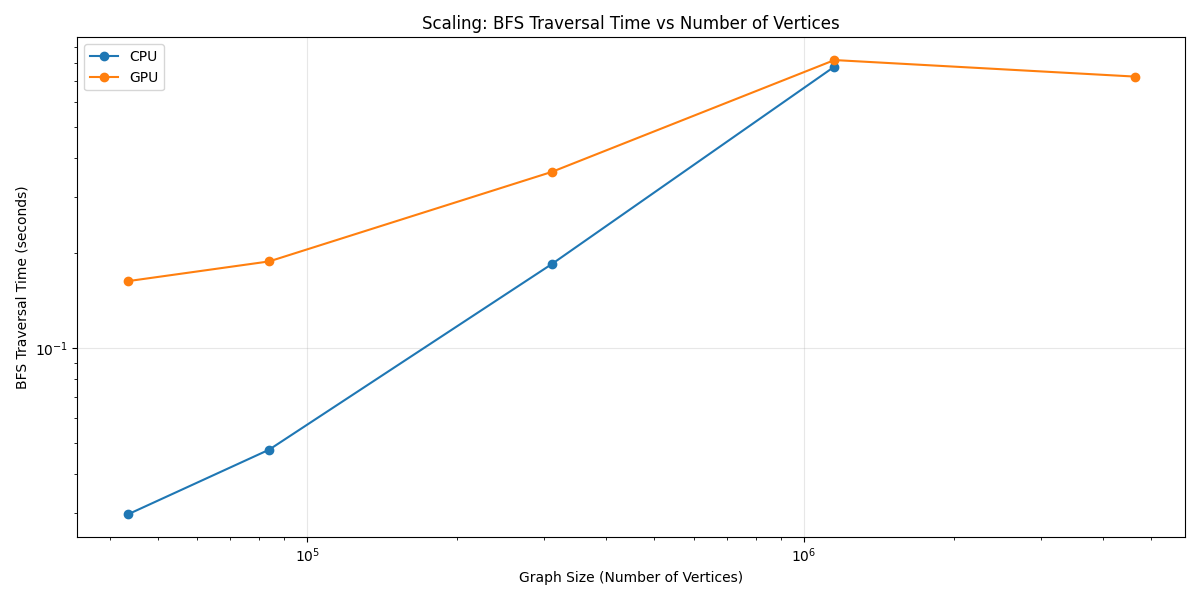 Scaling: BFS Traversal Time vs Number of Vertices
CPU
GPU
BFS Traversal Time (seconds)
10⁻¹
10⁵
10⁶
Graph Size (Number of Vertices)